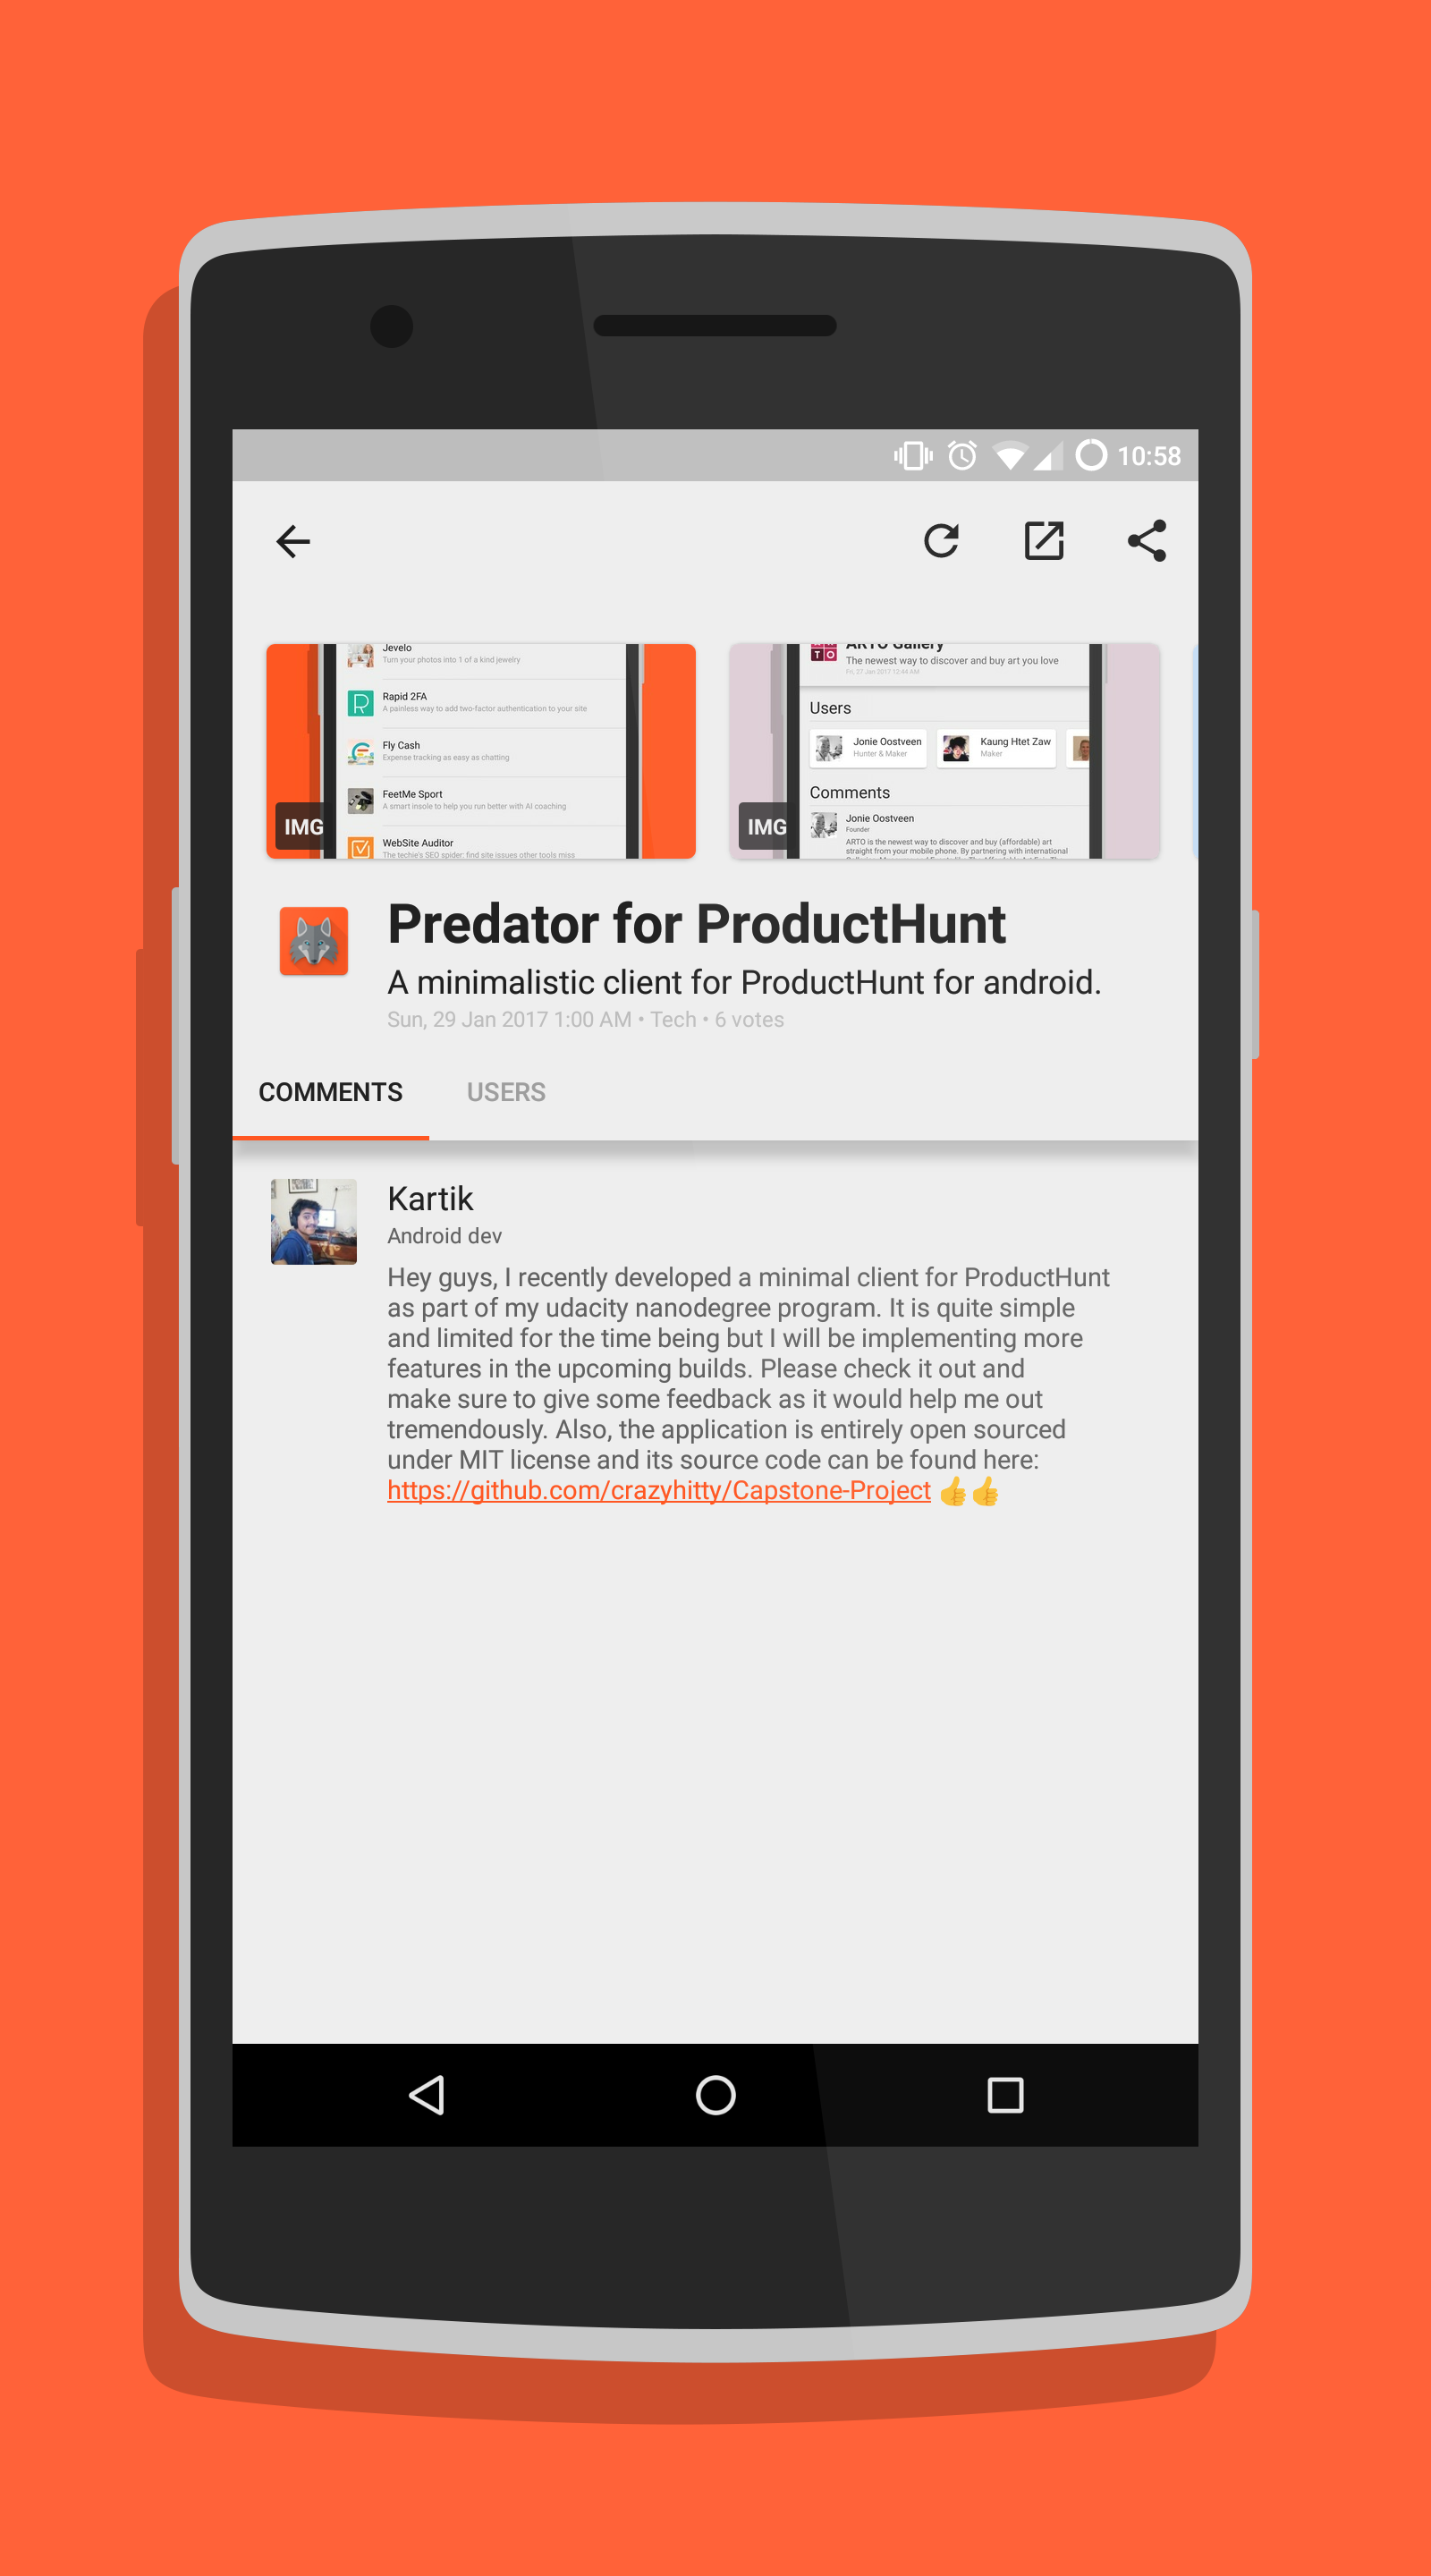 10:58
Jevelo
Turn your photos into 1 of a kind jewelry
Rapid 2FA
A painless way to add two-factor authentication to your site
Fly Cash
Expense tracking as easy as chatting
FeetMe Sport
A smart insole to help you run better with AI coaching
WebSite Auditor
The techie's SEO spider: find site issues other tools miss
IMG
ARTO Gallery
TO
The newest way to discover and buy art you love
Fri, 27 Jan 2017 12:44 AM
Users
Jonie Oostveen
Hunter & Maker
Kaung Htet Zaw
Maker
Comments
Jonie Oostveen
Founder
ARTO is the newest way to discover and buy (affordable) art
straight from your mobile phone. By partnering with international
IMG
Predator for ProductHunt
A minimalistic client for ProductHunt for android.
Sun, 29 Jan 2017 1:00 AM • Tech • 6 votes
COMMENTS USERS
Kartik
Android dev
Hey guys, I recently developed a minimal client for ProductHunt
as part of my udacity nanodegree program. It is quite simple
and limited for the time being but I will be implementing more
features in the upcoming builds. Please check it out and
make sure to give some feedback as it would help me out
tremendously. Also, the application is entirely open sourced
under MIT license and its source code can be found here:
https://github.com/crazyhitty/Capstone-Project 👍👍